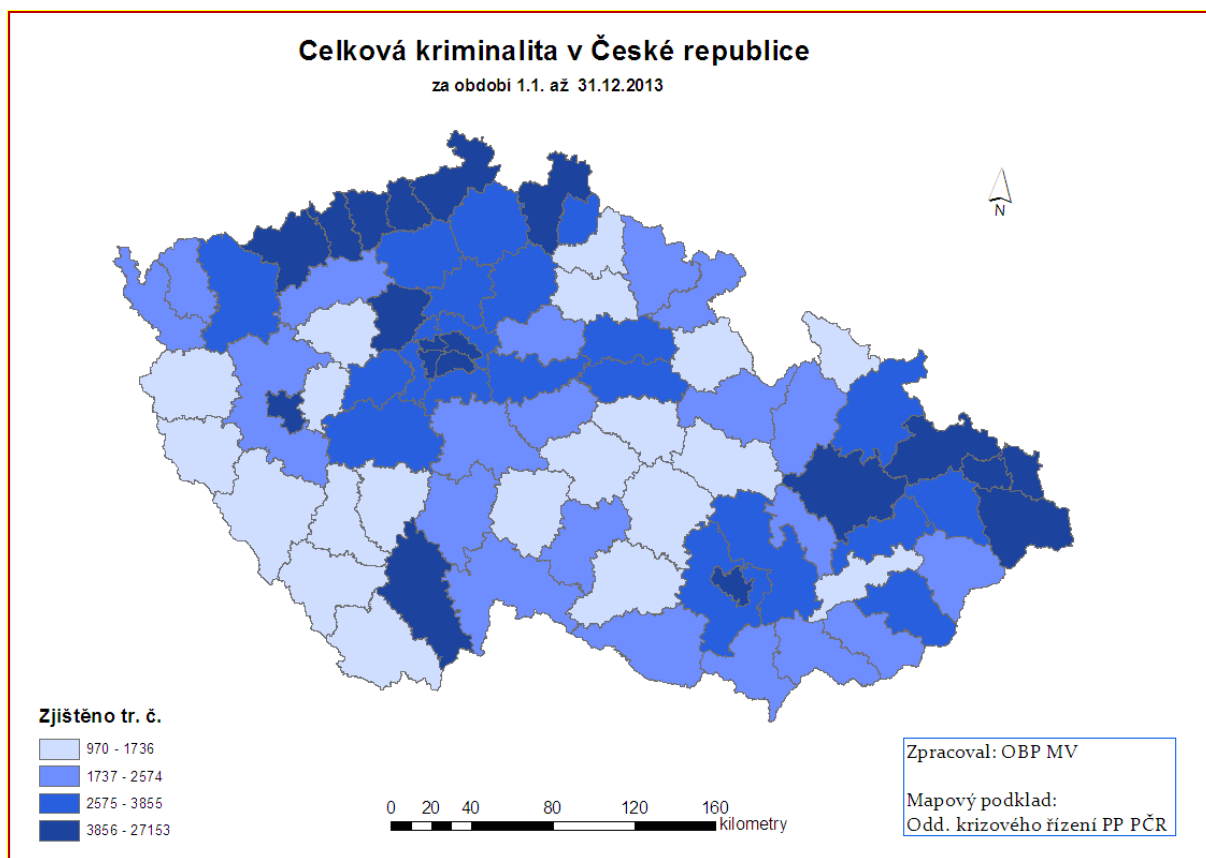 Celková kriminalita v České republice
za období 1.1. až 31.12.2013
N
Zjištěno tr. č.
970 - 1736
1737 - 2574
2575 - 3855
3856 - 27153
0 20 40 80 120 160
kilometry
Zpracoval: OBP MV
Mapový podklad:
Odd. krizového řízení PP PČR